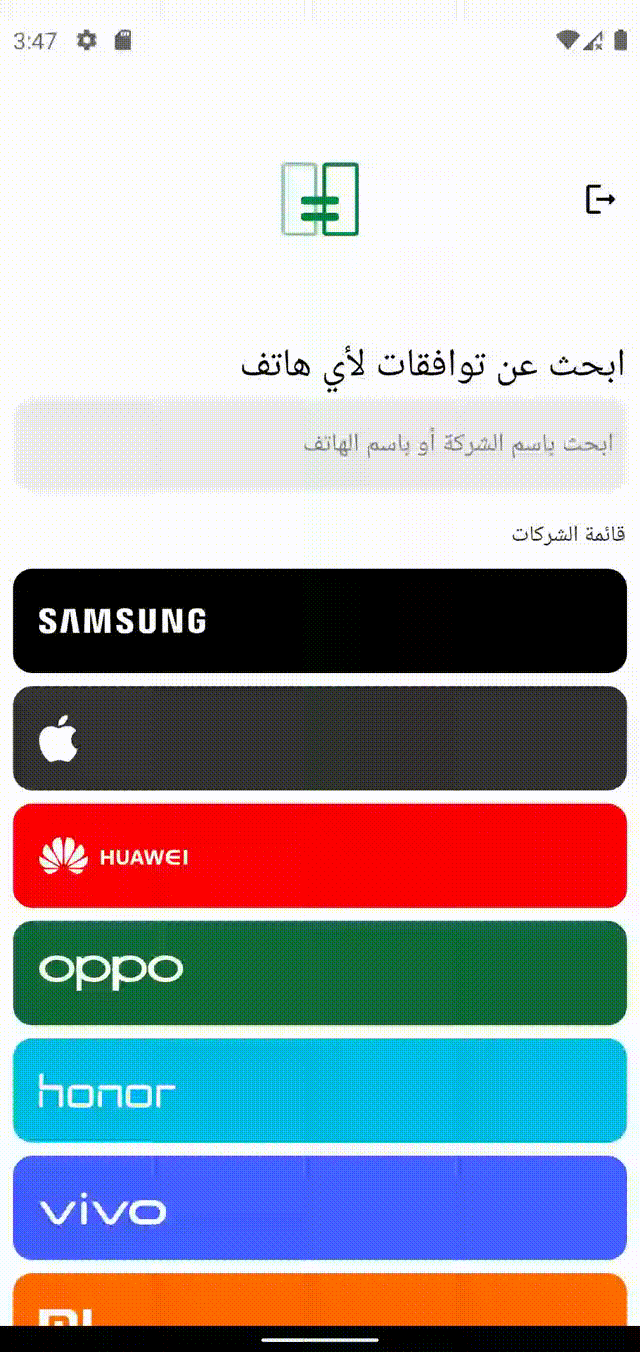 3:47
ابحث عن توافقات لأي هاتف
ابحث باسم الشركة أو باسم الهاتف
قائمة الشركات
SAMSUNG
HUAWEI
oppo
honor
vivo